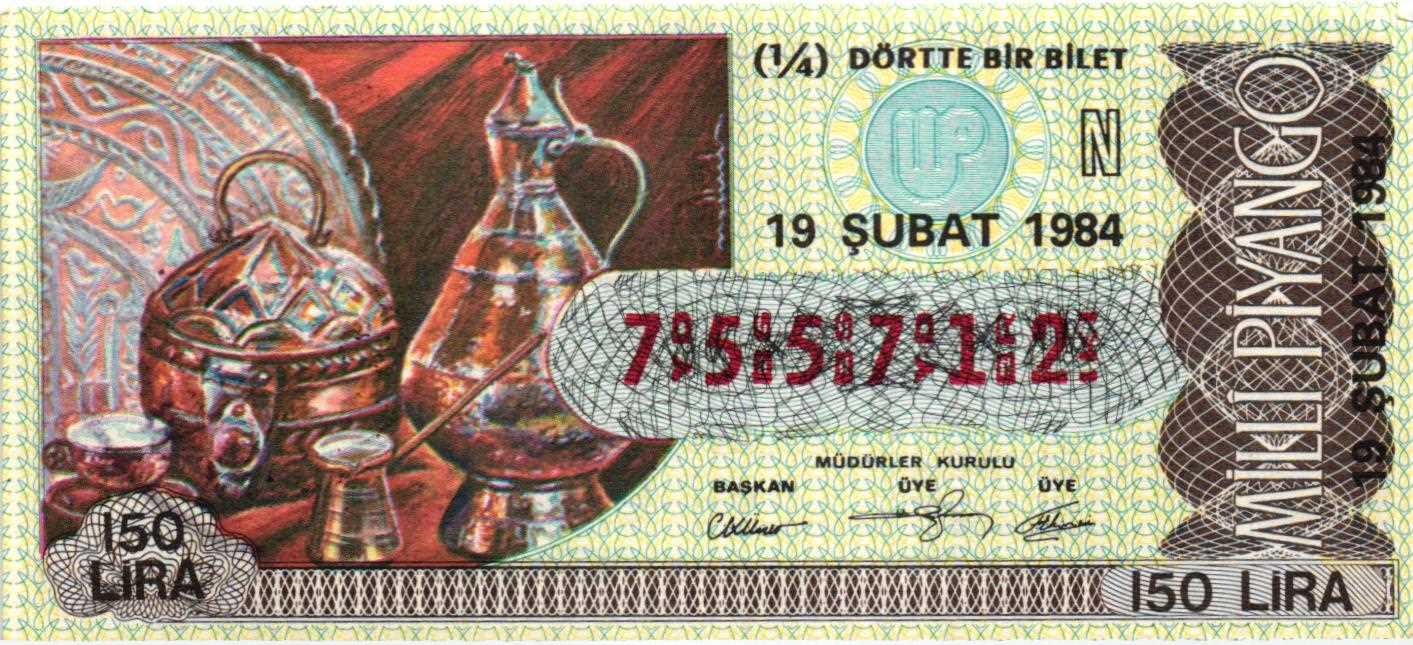 (1/4) DÖRTTE BİR BİLET
N
19 ŞUBAT 1984
755712
MÜDÜRLER KURULU
BAŞKAN ÜYE ÜYE
150 LİRA
150
LİRA
MİLLİ PİYANGO
19 ŞUBAT 1984